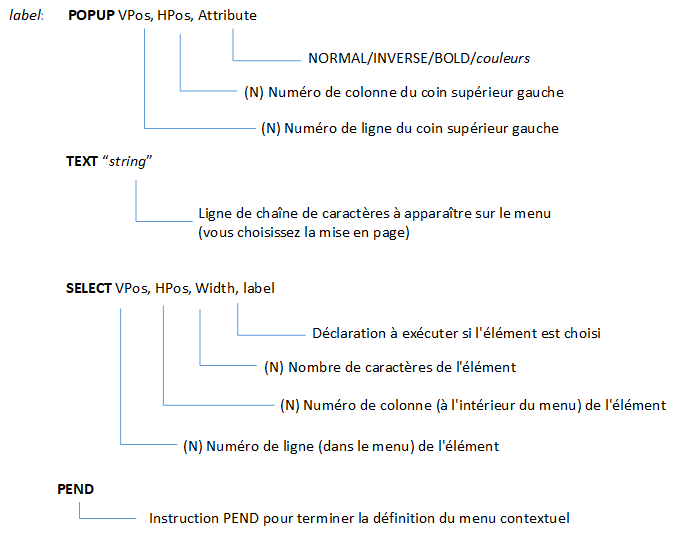 label: POPUP VPos, HPos, Attribute
NORMAL/INVERSE/BOLD/couleurs
(N) Numéro de colonne du coin supérieur gauche
(N) Numéro de ligne du coin supérieur gauche
TEXT “string”
Ligne de chaîne de caractères à apparaître sur le menu
(vous choisissez la mise en page)
SELECT VPos, HPos, Width, label
Déclaration à exécuter si l'élément est choisi
(N) Nombre de caractères de l'élément
(N) Numéro de colonne (à l'intérieur du menu) de l'élément
(N) Numéro de ligne (dans le menu) de l'élément
PEND
Instruction PEND pour terminer la définition du menu contextuel